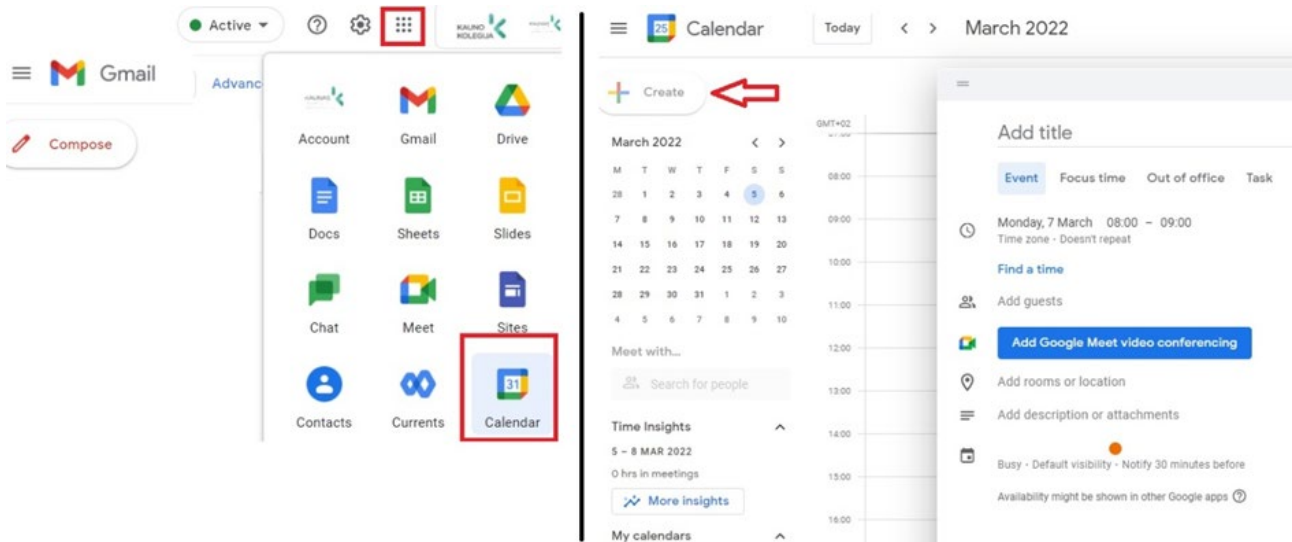 Active
KAUNO
KOLEGIJA
Gmail
Advanc
Compose
Account
Gmail
Drive
Docs
Sheets
Slides
Chat
Meet
Sites
31
Contacts
Currents
Calendar
25
Calendar
Today
< >
March 2022
Create
March 2022
< >
M T W T F S S
28 1 2 3 4 5 6
7 8 9 10 11 12 13
14 15 16 17 18 19 20
21 22 23 24 25 26 27
28 29 30 31 1 2 3
4 5 6 7 8 9 10
Meet with...
Search for people
Time Insights
5 – 8 MAR 2022
0 hrs in meetings
More insights
My calendars
GMT+02
08:00
09:00
10:00
11:00
12:00
13:00
14:00
15:00
16:00
Add title
Event Focus time Out of office Task
Monday, 7 March 08:00 – 09:00
Time zone - Doesn't repeat
Find a time
Add guests
Add Google Meet video conferencing
Add rooms or location
Add description or attachments
Busy - Default visibility - Notify 30 minutes before
Availability might be shown in other Google apps